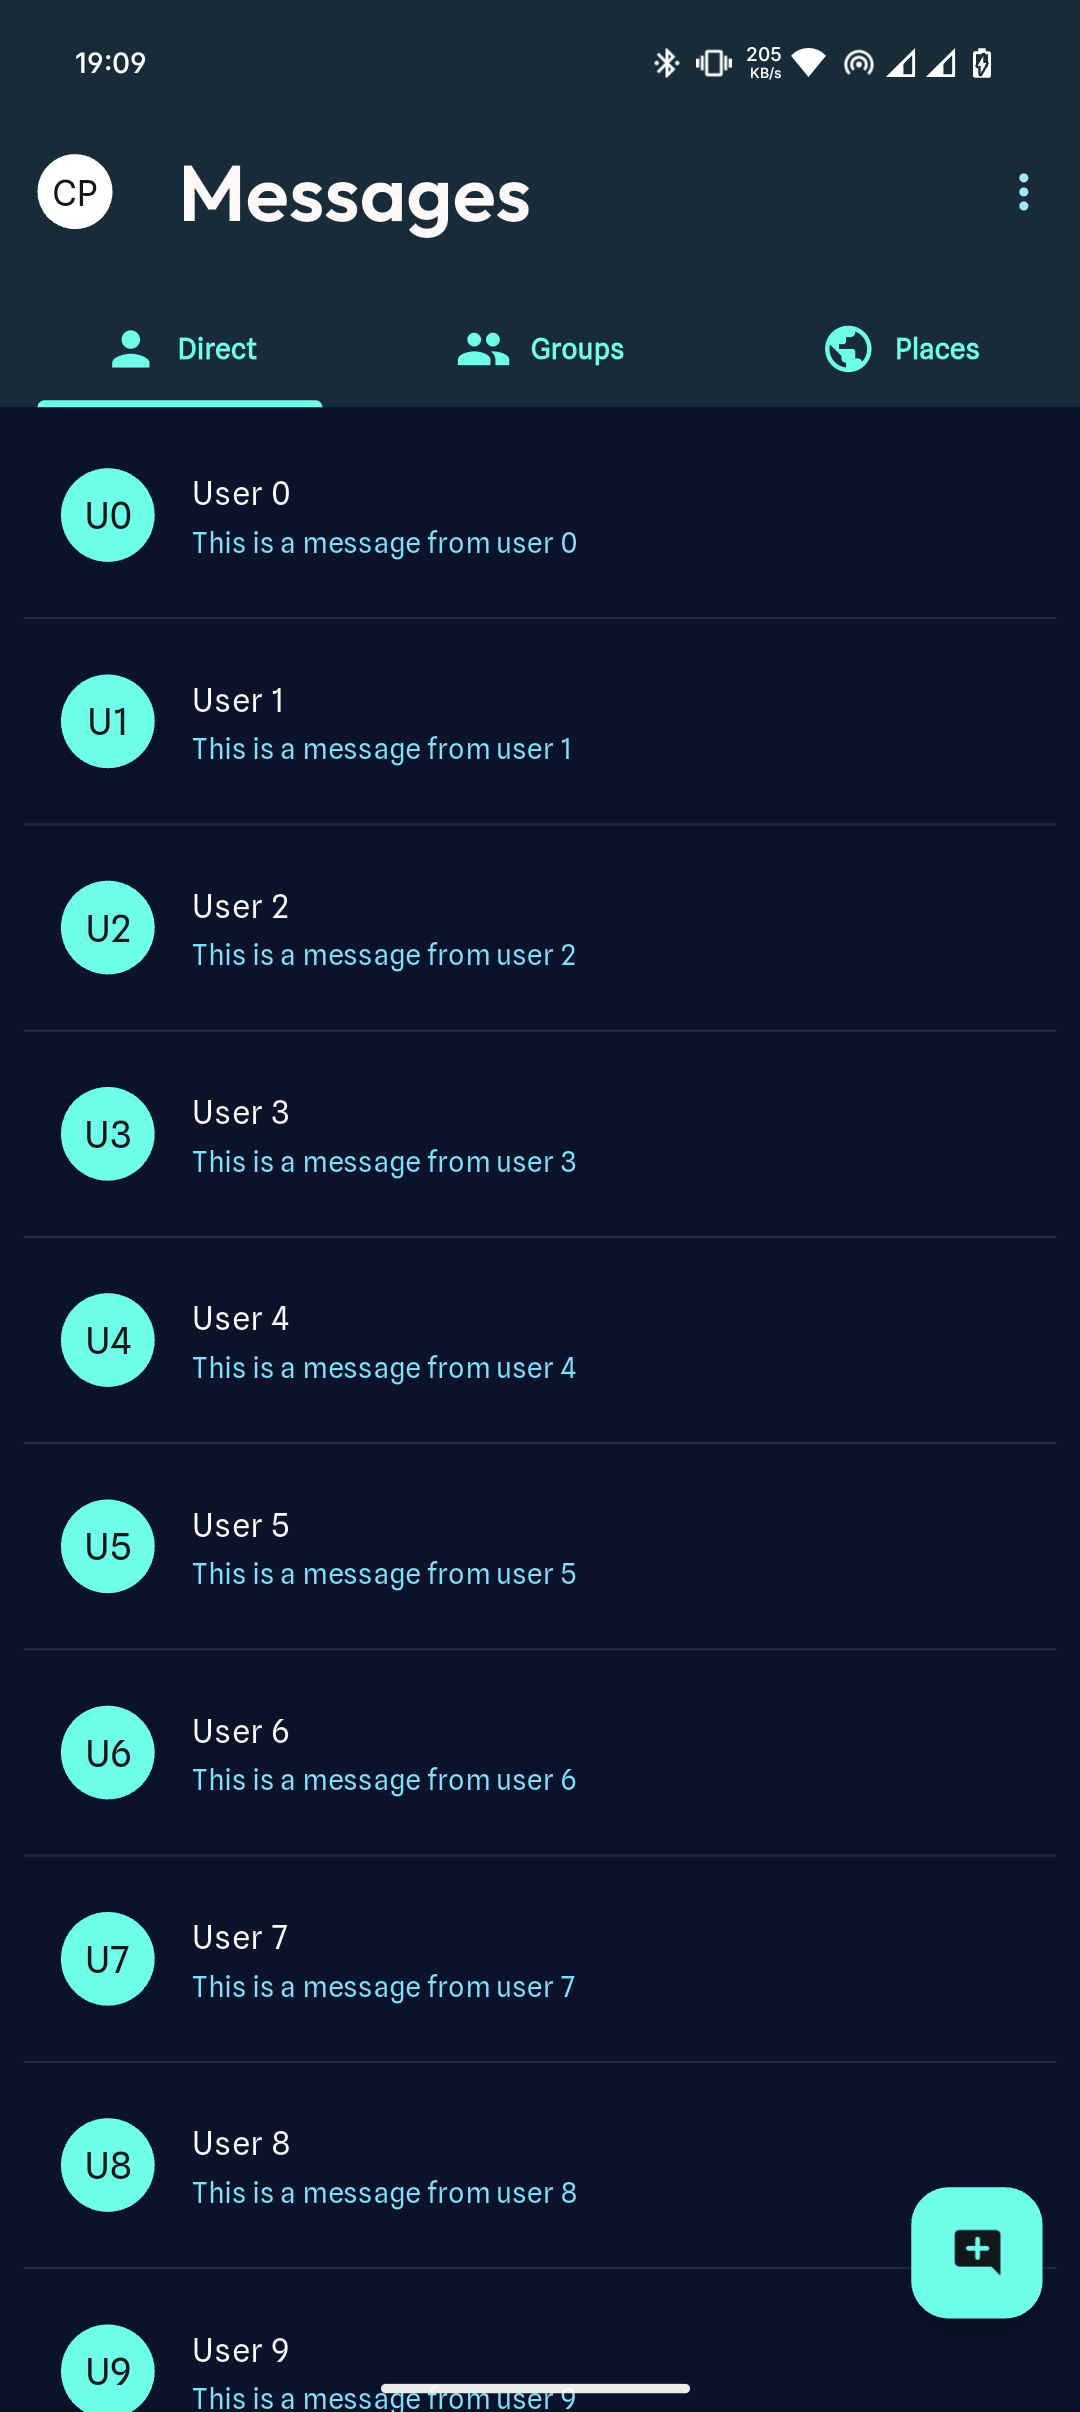 19:09
205
KB/s
CP
Messages
Direct
Groups
Places
U0
User 0
This is a message from user 0
U1
User 1
This is a message from user 1
U2
User 2
This is a message from user 2
U3
User 3
This is a message from user 3
U4
User 4
This is a message from user 4
U5
User 5
This is a message from user 5
U6
User 6
This is a message from user 6
U7
User 7
This is a message from user 7
U8
User 8
This is a message from user 8
U9
User 9
This is a message from user 9